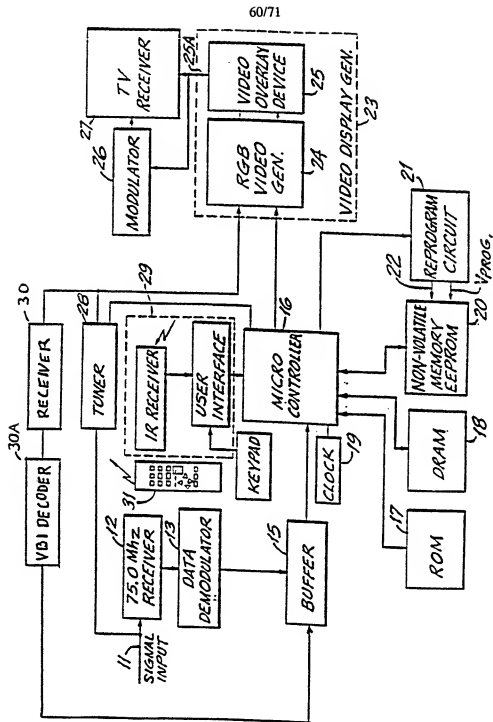 60/71
30A
VBI DECODER
30
RECEIVER
28
TUNER
27
TV
RECEIVER
26
MODULATOR
25A
VIDEO
OVERLAY
DEVICE
25
RGB
VIDEO
GEN.
24
VIDEO DISPLAY GEN.
23
29
IR RECEIVER
USER
INTERFACE
31
KEYPAD
11
SIGNAL
INPUT
12
75.0 Mhz
RECEIVER
13
DATA
DEMODULATOR
15
BUFFER
16
MICRO
CONTROLLER
CLOCK
19
21
REPROGRAM
CIRCUIT
22
VPROG.
NON-VOLATILE
MEMORY
EEPROM
20
DRAM
18
17
ROM